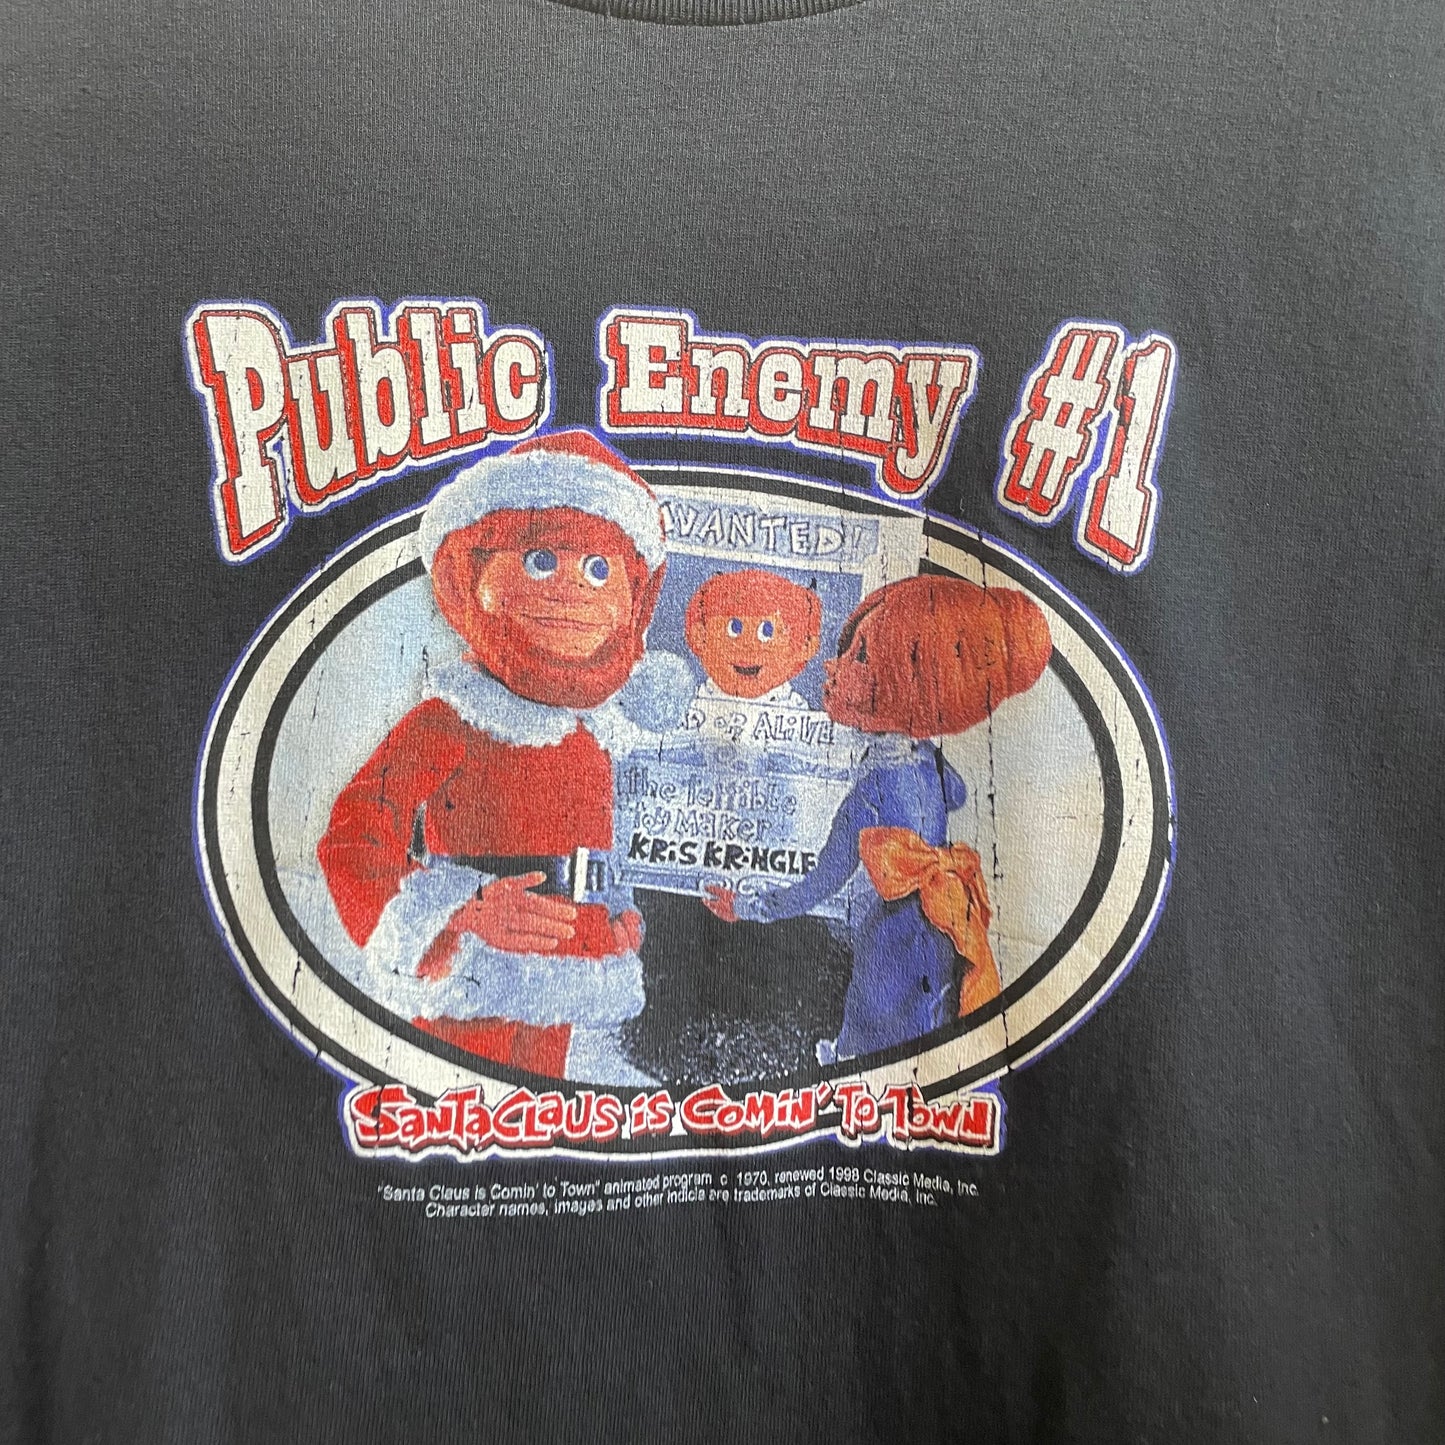 Public Enemy #1
WANTED!
D OR ALIVE
the Terrible
Toy Maker
KRIS KRINGLE
Santa Claus is Comin' To Town
"Santa Claus is Comin' to Town" animated program c 1970, renewed 1998 Classic Media, Inc.
Character names, images and other indicia are trademarks of Classic Media, Inc.